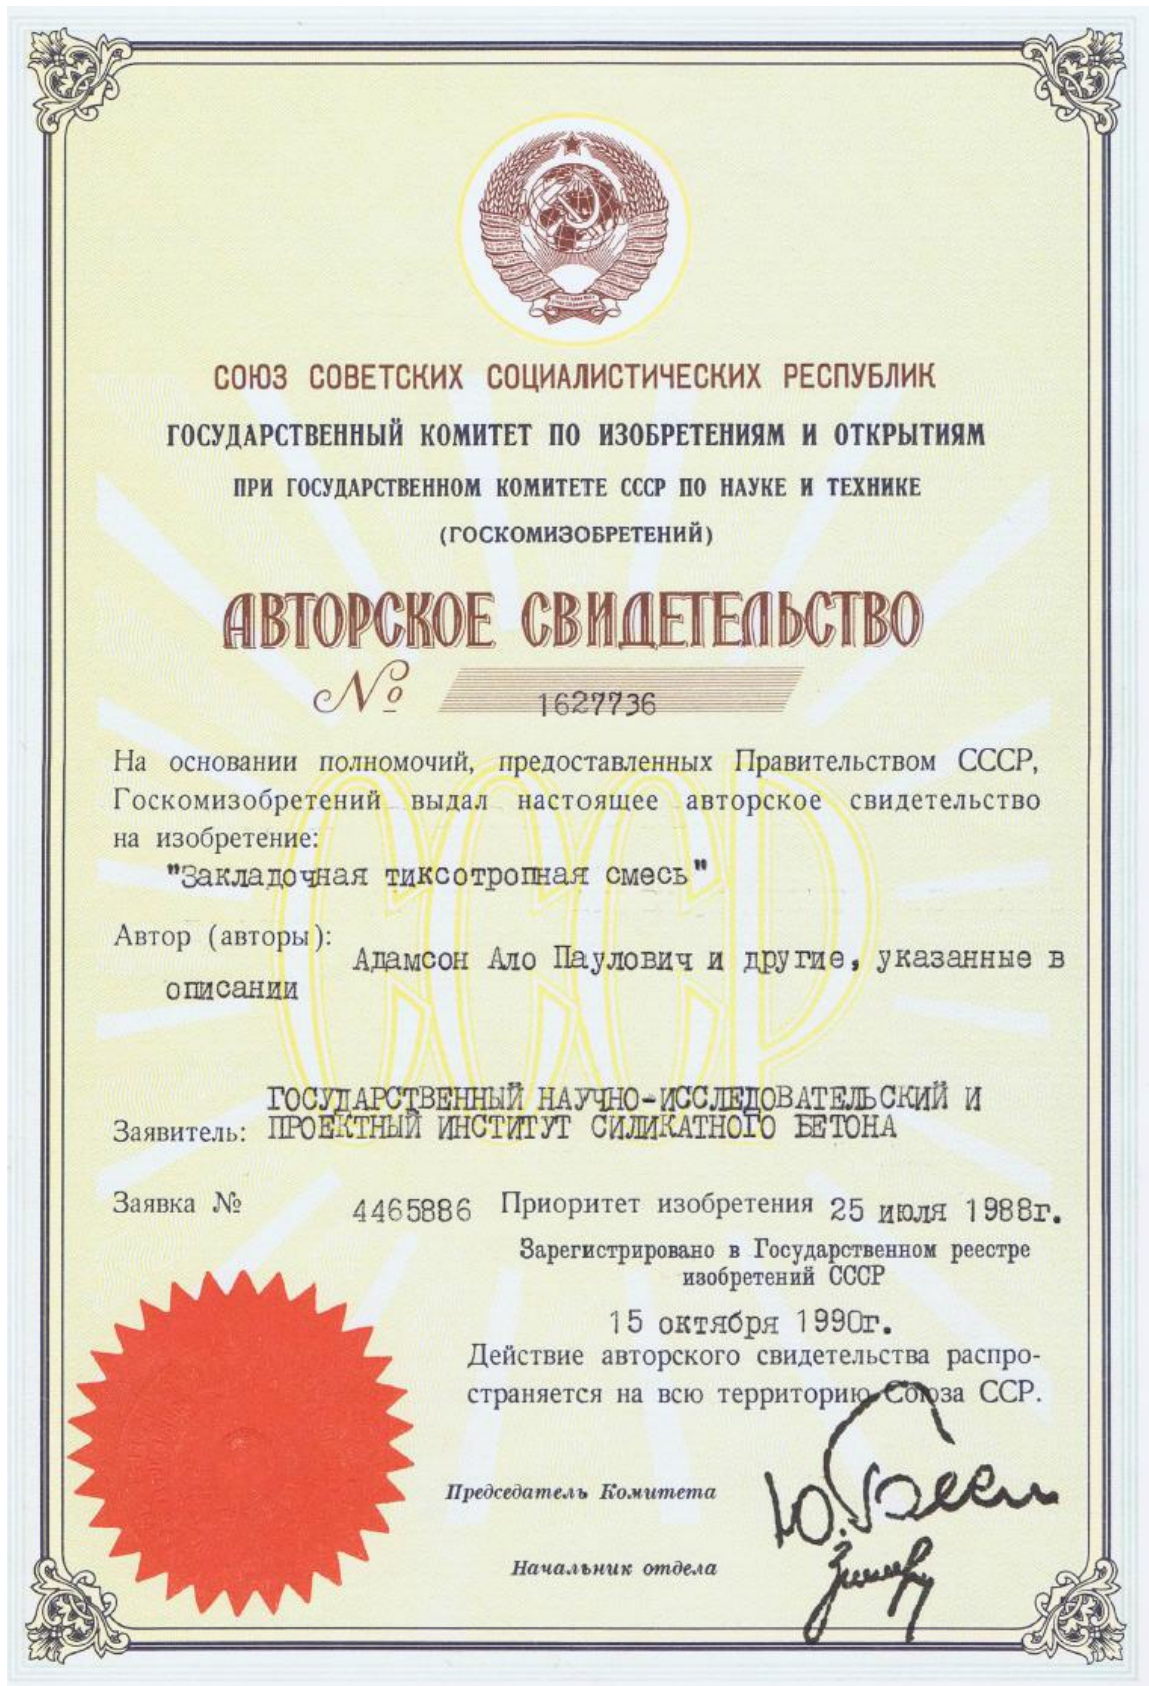 СОЮЗ СОВЕТСКИХ СОЦИАЛИСТИЧЕСКИХ РЕСПУБЛИК
ГОСУДАРСТВЕННЫЙ КОМИТЕТ ПО ИЗОБРЕТЕНИЯМ И ОТКРЫТИЯМ
ПРИ ГОСУДАРСТВЕННОМ КОМИТЕТЕ СССР ПО НАУКЕ И ТЕХНИКЕ
(ГОСКОМИЗОБРЕТЕНИЙ)
АВТОРСКОЕ СВИДЕТЕЛЬСТВО
№ 1627736
На основании полномочий, предоставленных Правительством СССР,
Госкомизобретений выдал настоящее авторское свидетельство
на изобретение:
"Закладочная тиксотропная смесь"
Автор (авторы):
Адамсон Ало Паулович и другие, указанные в
описании
СССР
ГОСУДАРСТВЕННЫЙ НАУЧНО-ИССЛЕДОВАТЕЛЬСКИЙ И
Заявитель: ПРОЕКТНЫЙ ИНСТИТУТ СИЛИКАТНОГО БЕТОНА
Заявка № 4465886 Приоритет изобретения 25 июля 1988г.
Зарегистрировано в Государственном реестре
изобретений СССР
15 октября 1990г.
Действие авторского свидетельства распро-
страняется на всю территорию Союза ССР.
Председатель Комитета
Начальник отдела